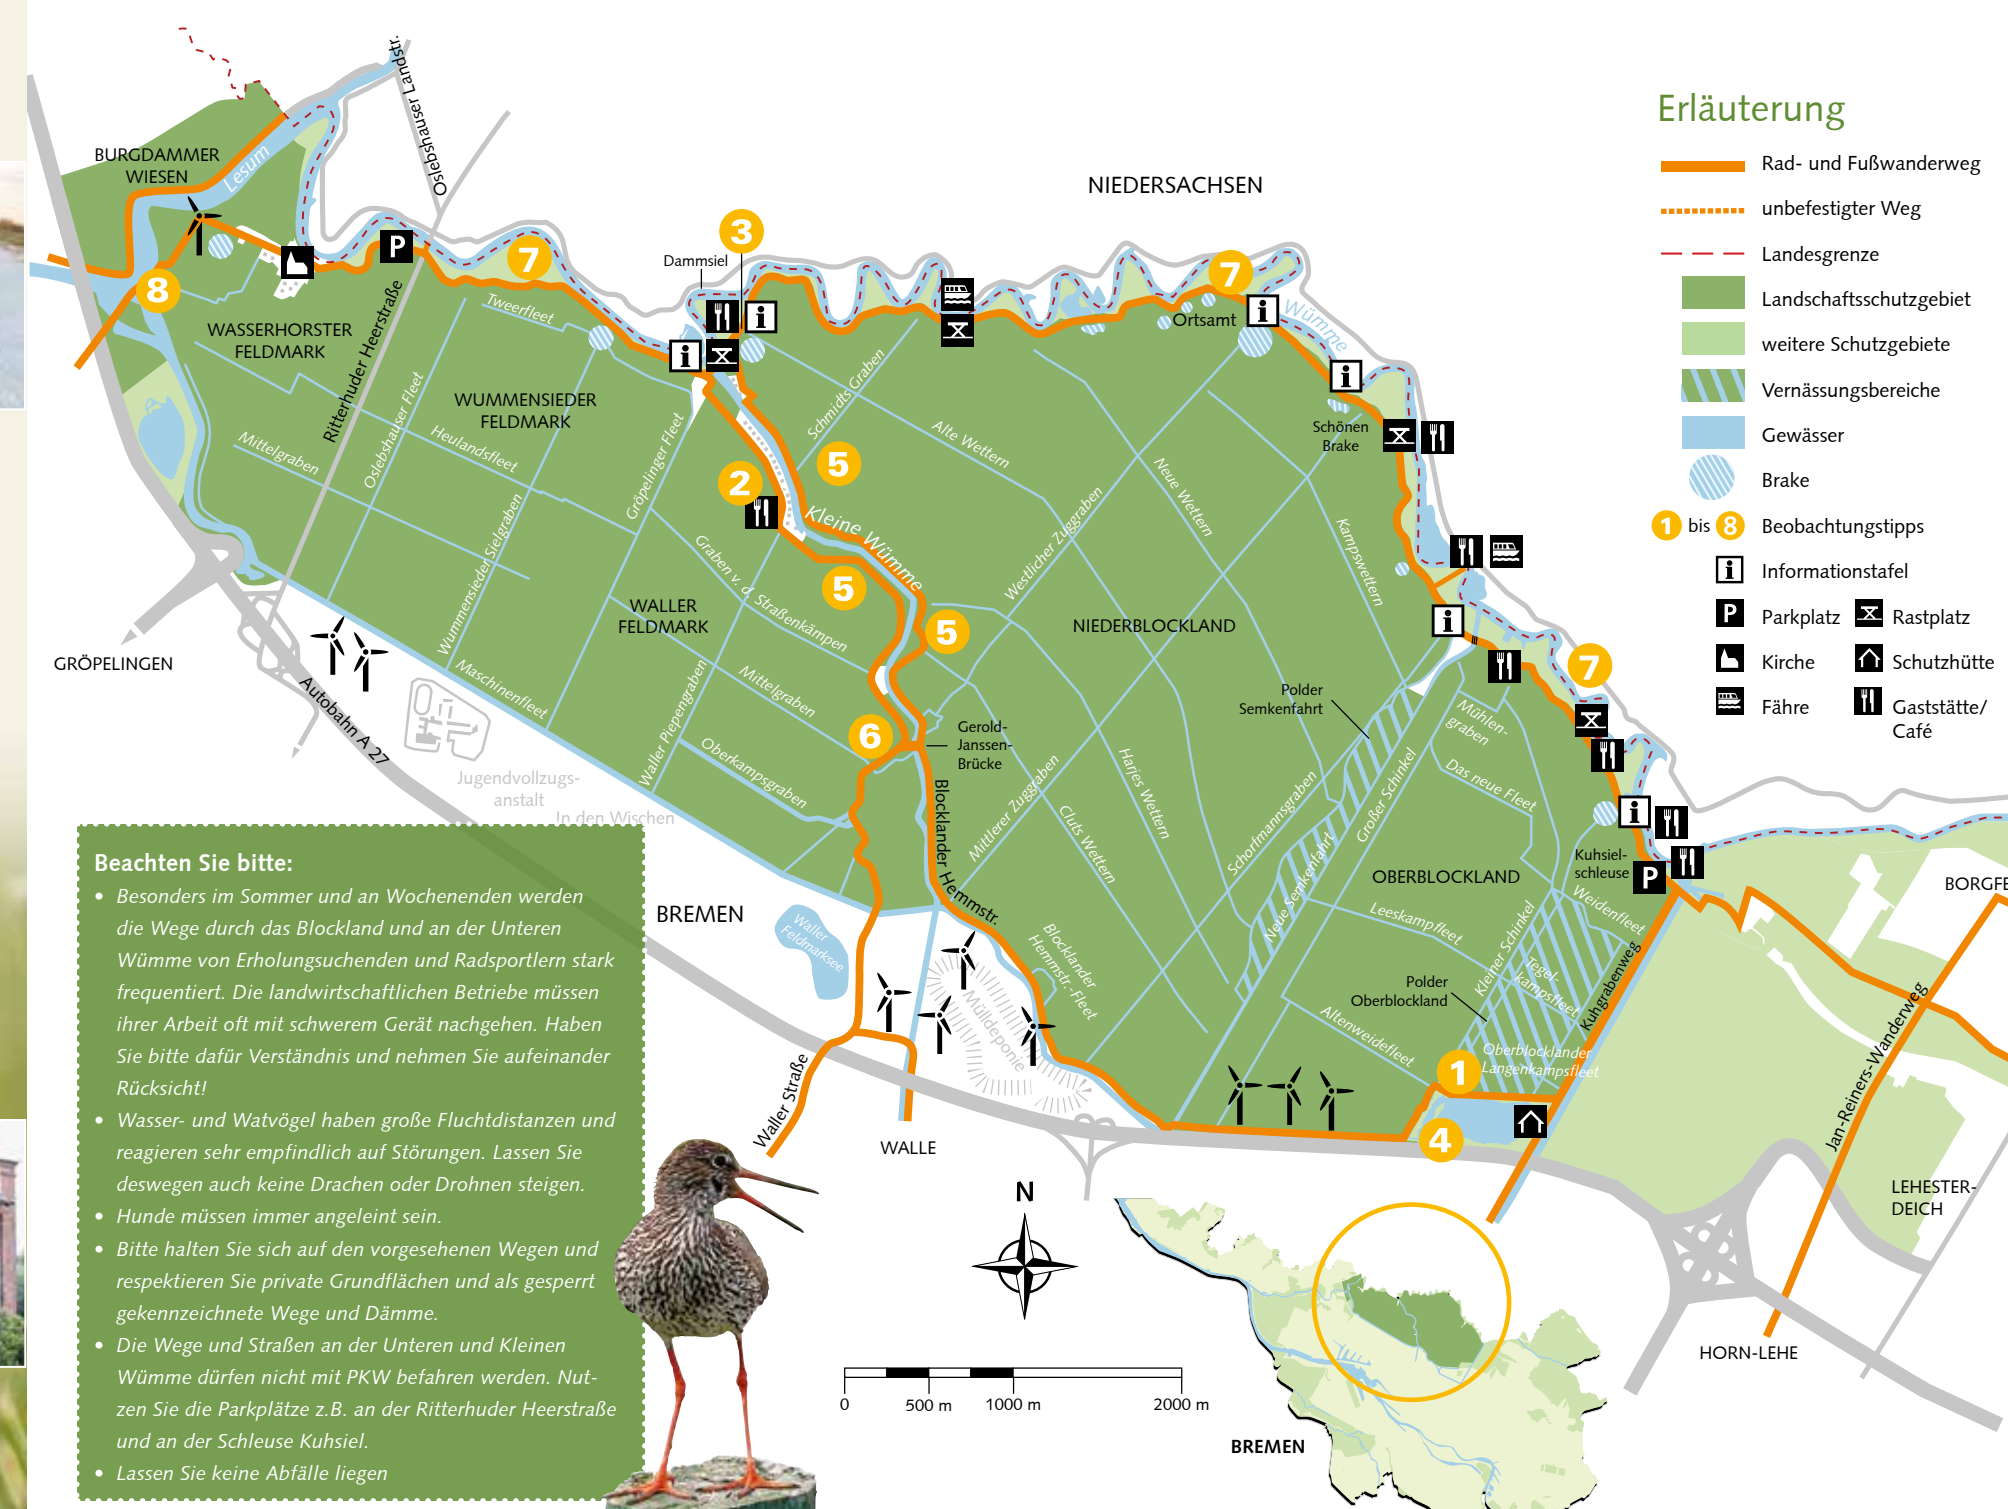 Oslebshauser Landstr.
BURGDAMMER
WIESEN
Lesum
NIEDERSACHSEN
Erläuterung
Rad- und Fußwanderweg
unbefestigter Weg
Landesgrenze
Landschaftsschutzgebiet
weitere Schutzgebiete
Vernässungsbereiche
Gewässer
Brake
1 bis 8 Beobachtungstipps
i Informationstafel
P Parkplatz
Rastplatz
Kirche
Schutzhütte
Fähre
Gaststätte/
Café
P
7
3
Dammsiel
i
7
i
Ortsamt
Wümme
8
WASSERHORSTER
FELDMARK
Ritterhuder Heerstraße
Tweerfleet
i
i
WUMMENSIEDER
FELDMARK
Oslebshauser Fleet
Mittelgraben
Heulandsfleet
Gröpelinger Fleet
Schmidts Graben
Alte Wettern
Neue Wettern
Schönen
Brake
5
2
Kleine Wümme
Westlicher Zuggraben
Kampswettern
Wummensieder Sielgraben
Graben v. d. Straßenkämpen
5
5
WALLER
FELDMARK
NIEDERBLOCKLAND
i
7
GRÖPELINGEN
Autobahn A 27
Maschinenfleet
Waller Piepengraben
Mittelgraben
Oberkampsgraben
6
Gerold-
Janssen-
Brücke
Polder
Semkenfahrt
Mühlen-
graben
Das neue Fleet
Großer Schinkel
Harjes Wettern
Mittlerer Zuggraben
Cluts Wettern
Schorfmannsgraben
Neue Semkenfahrt
Jugendvollzugs-
anstalt
In den Wischen
Blocklander Hemmstr.
i
Kuhsiel-
schleuse
P
BORGFE
OBERBLOCKLAND
Leeskampfleet
Weidenfleet
Kleiner Schinkel
Tegel-
kampsfleet
Kuhgrabenweg
Polder
Oberblockland
Altenweidefleet
Oberblocklander
Langenkampsfleet
1
4
BREMEN
Waller
Feldmarksee
Blocklander
Hemmstr.-Fleet
Mülldeponie
Waller Straße
WALLE
Jan-Reiners-Wanderweg
LEHESTER-
DEICH
HORN-LEHE
N
0 500 m 1000 m 2000 m
BREMEN
Beachten Sie bitte:
• Besonders im Sommer und an Wochenenden werden
die Wege durch das Blockland und an der Unteren
Wümme von Erholungsuchenden und Radsportlern stark
frequentiert. Die landwirtschaftlichen Betriebe müssen
ihrer Arbeit oft mit schwerem Gerät nachgehen. Haben
Sie bitte dafür Verständnis und nehmen Sie aufeinander
Rücksicht!
• Wasser- und Watvögel haben große Fluchtdistanzen und
reagieren sehr empfindlich auf Störungen. Lassen Sie
deswegen auch keine Drachen oder Drohnen steigen.
• Hunde müssen immer angeleint sein.
• Bitte halten Sie sich auf den vorgesehenen Wegen und
respektieren Sie private Grundflächen und als gesperrt
gekennzeichnete Wege und Dämme.
• Die Wege und Straßen an der Unteren und Kleinen
Wümme dürfen nicht mit PKW befahren werden. Nut-
zen Sie die Parkplätze z.B. an der Ritterhuder Heerstraße
und an der Schleuse Kuhsiel.
• Lassen Sie keine Abfälle liegen